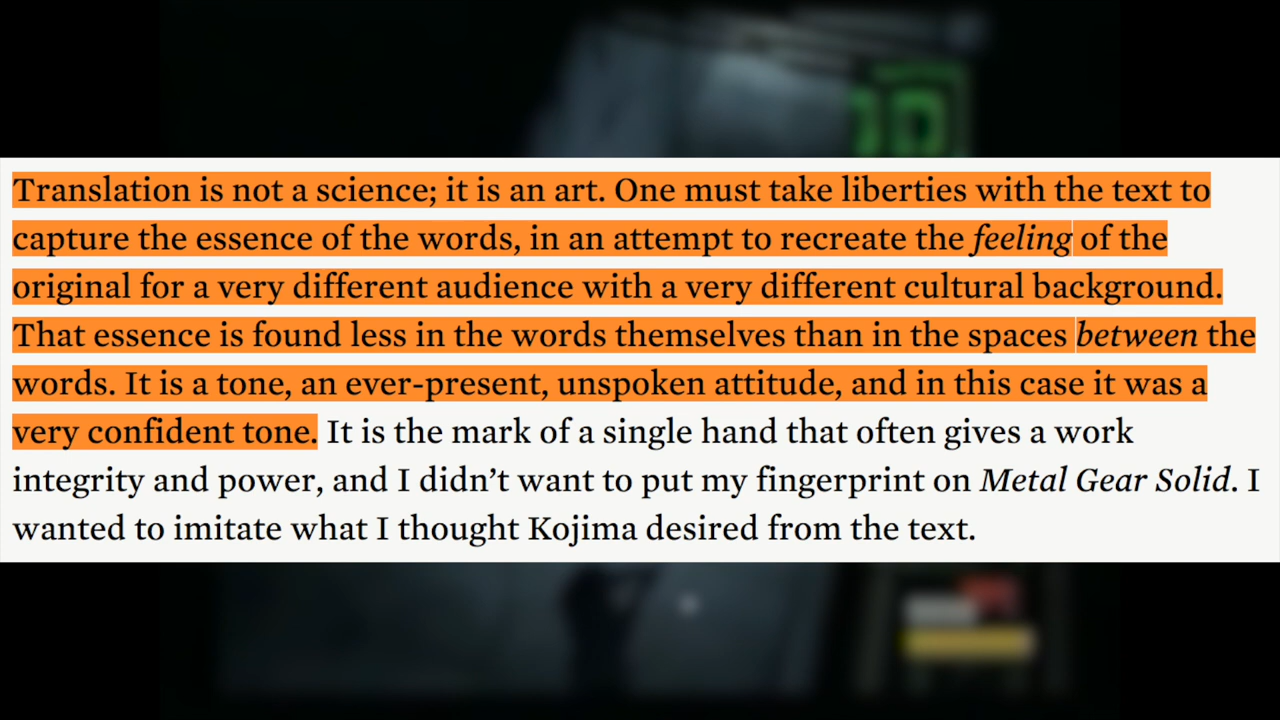 Translation is not a science; it is an art. One must take liberties with the text to
capture the essence of the words, in an attempt to recreate the feeling of the
original for a very different audience with a very different cultural background.
That essence is found less in the words themselves than in the spaces between the
words. It is a tone, an ever-present, unspoken attitude, and in this case it was a
very confident tone. It is the mark of a single hand that often gives a work
integrity and power, and I didn’t want to put my fingerprint on Metal Gear Solid. I
wanted to imitate what I thought Kojima desired from the text.